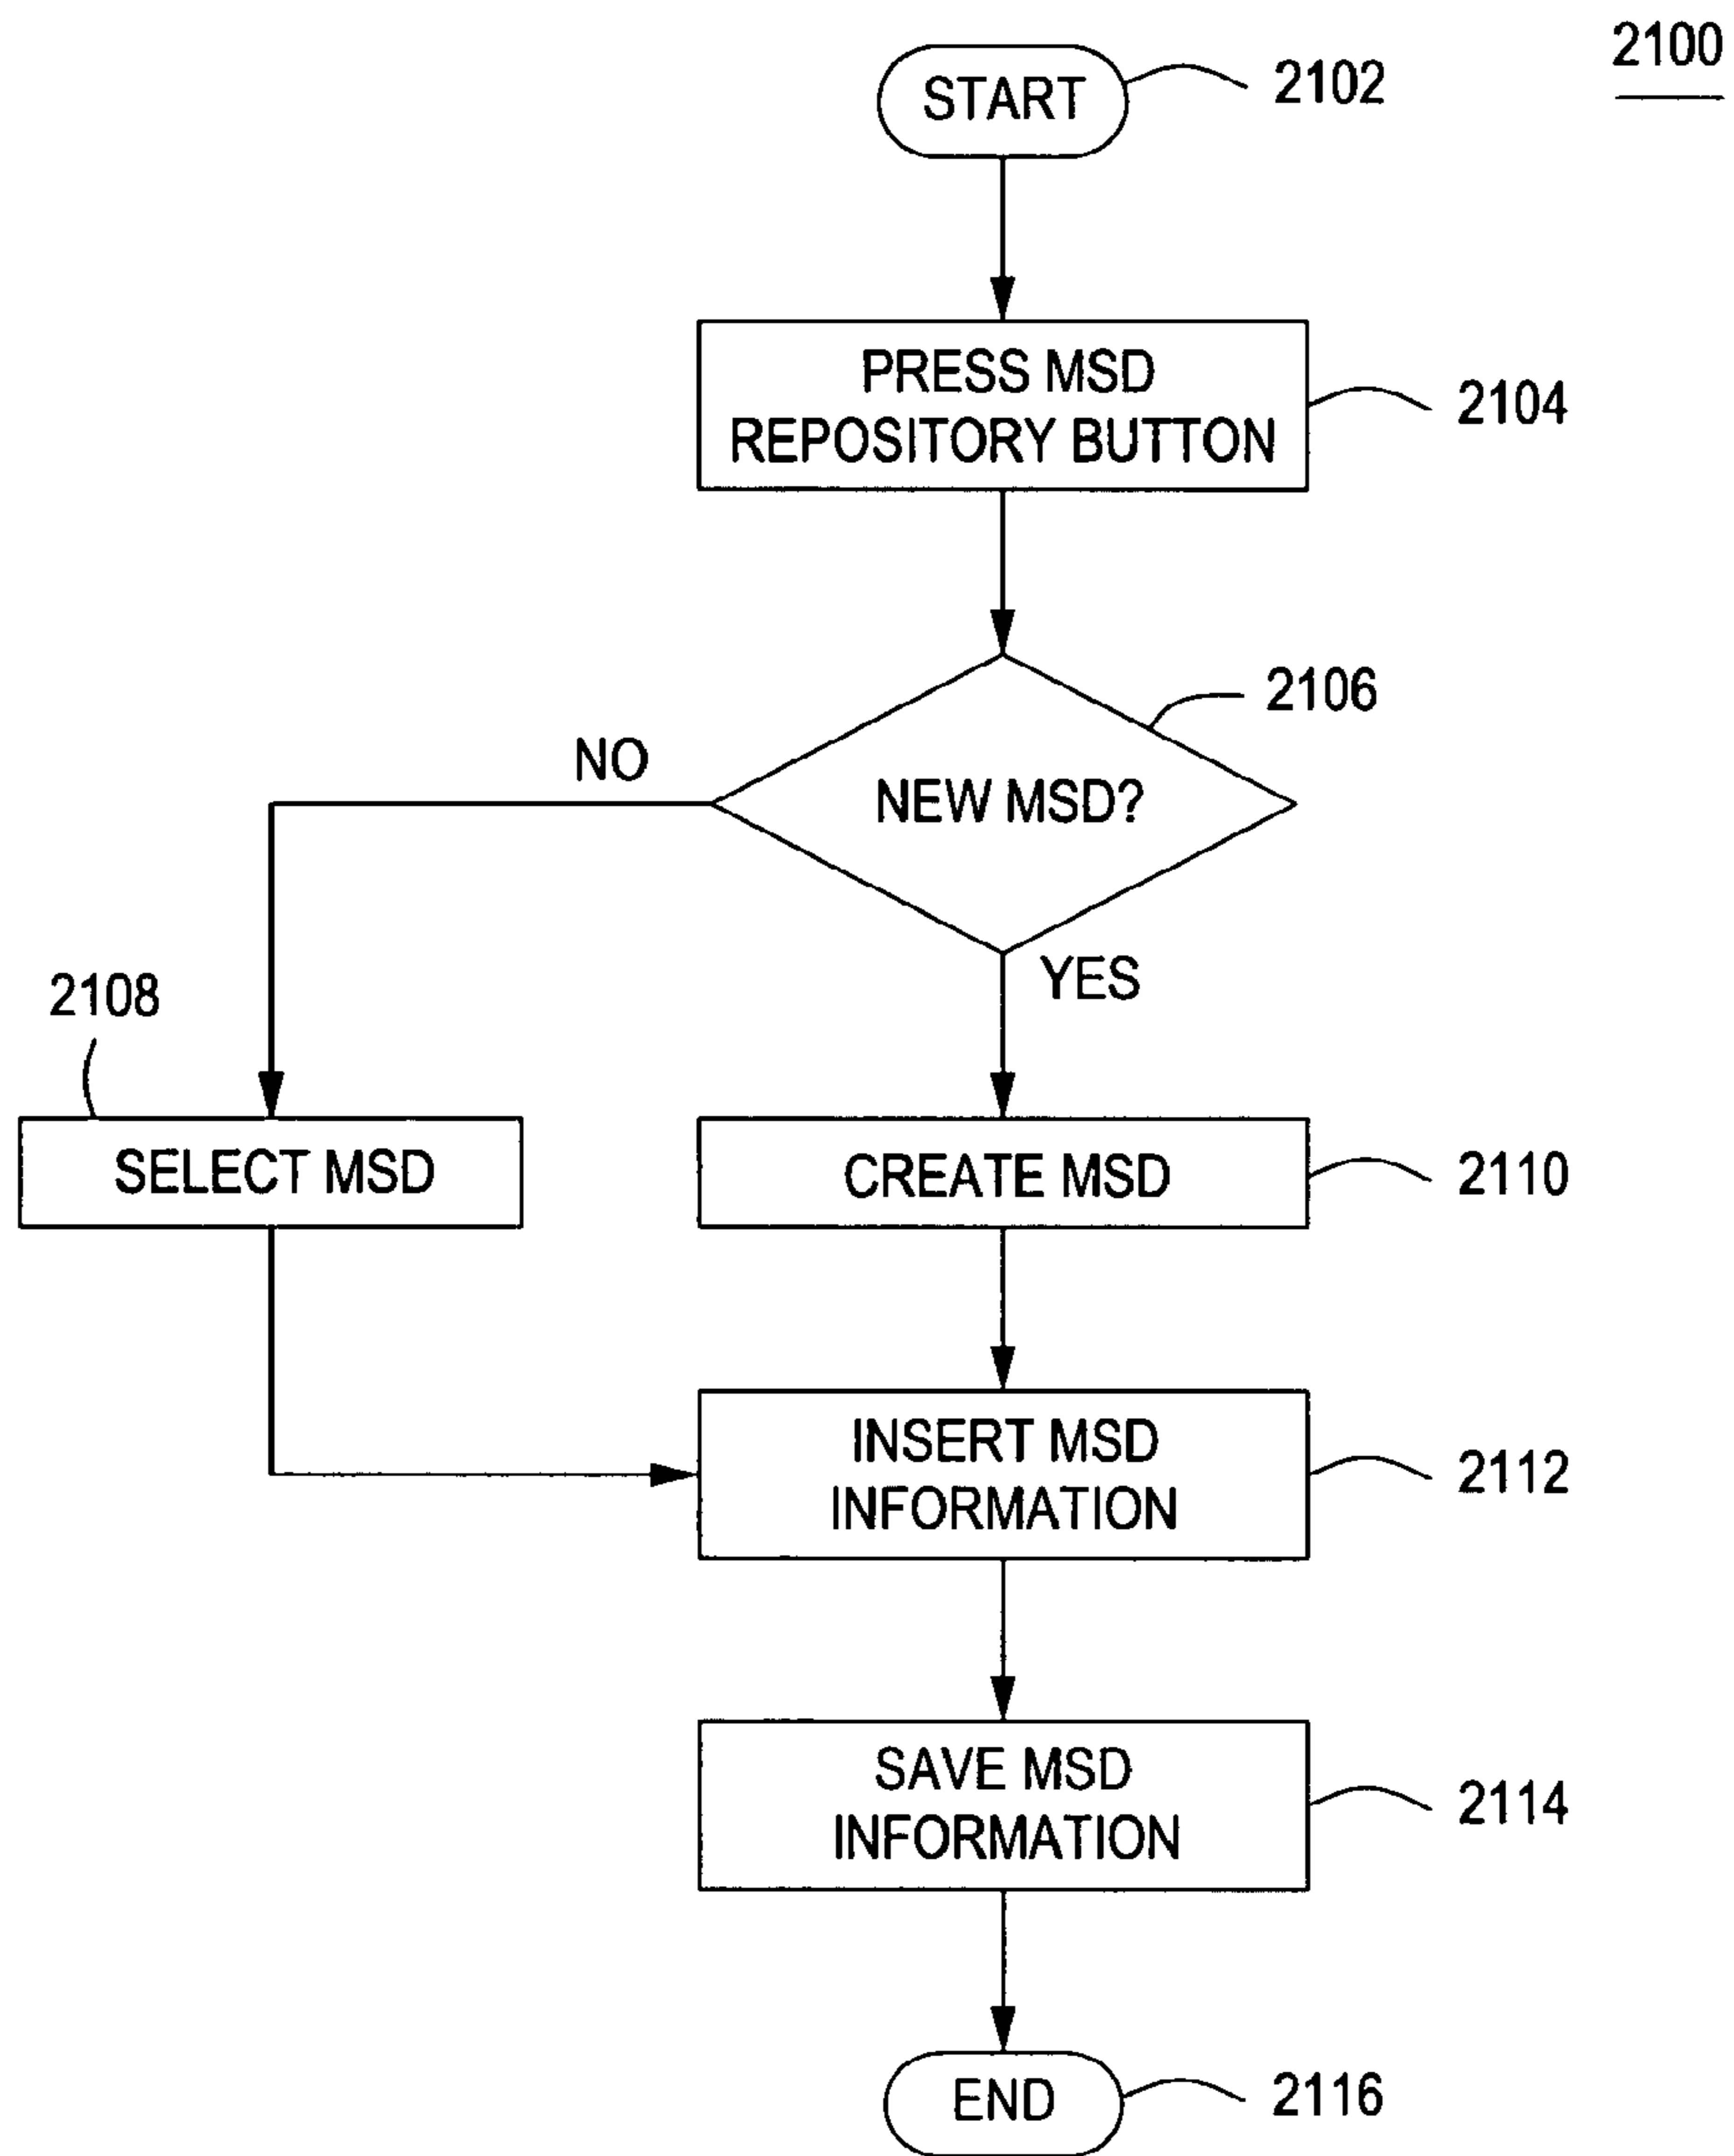 2100
START
2102
PRESS MSD
REPOSITORY BUTTON
2104
2106
NEW MSD?
NO
YES
2108
SELECT MSD
CREATE MSD
2110
INSERT MSD
INFORMATION
2112
SAVE MSD
INFORMATION
2114
END
2116